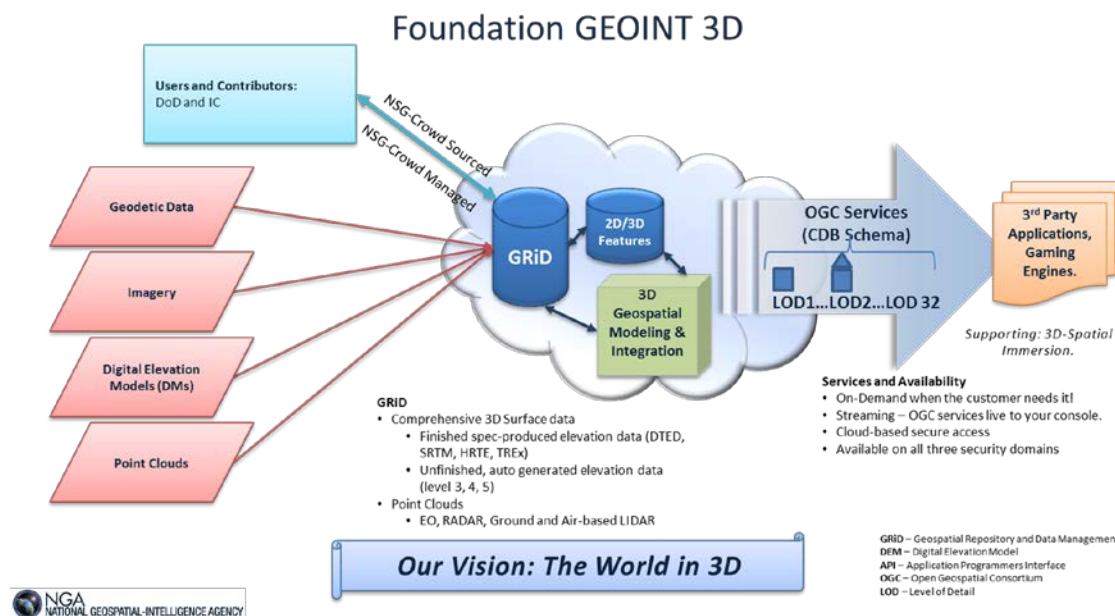 Foundation GEOINT 3D
Users and Contributors:
DoD and IC
NSG-Crowd Sourced
NSG-Crowd Managed
Geodetic Data
Imagery
Digital Elevation
Models (DMs)
Point Clouds
GRiD
2D/3D
Features
3D
Geospatial
Modeling &
Integration
OGC Services
(CDB Schema)
LOD1...LOD2...LOD 32
3rd Party
Applications,
Gaming
Engines.
Supporting: 3D-Spatial
Immersion.
GRiD
• Comprehensive 3D Surface data
• Finished spec-produced elevation data (DTED,
SRTM, HRTE, TREx)
• Unfinished, auto generated elevation data
(level 3, 4, 5)
• Point Clouds
• EO, RADAR, Ground and Air-based LIDAR
Services and Availability
• On-Demand when the customer needs it!
• Streaming – OGC services live to your console.
• Cloud-based secure access
• Available on all three security domains
Our Vision: The World in 3D
GRiD – Geospatial Repository and Data Management
DEM – Digital Elevation Model
API – Application Programmers Interface
OGC – Open Geospatial Consortium
LOD – Level of Detail
NGA
NATIONAL GEOSPATIAL-INTELLIGENCE AGENCY